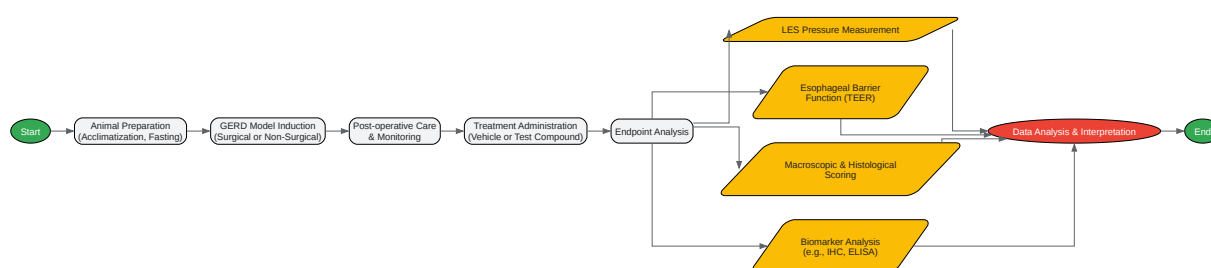 Start
Animal Preparation
(Acclimatization, Fasting)
GERD Model Induction
(Surgical or Non-Surgical)
Post-operative Care
& Monitoring
Treatment Administration
(Vehicle or Test Compound)
Endpoint Analysis
LES Pressure Measurement
Esophageal Barrier
Function (TEER)
Macroscopic & Histological
Scoring
Biomarker Analysis
(e.g., IHC, ELISA)
Data Analysis & Interpretation
End